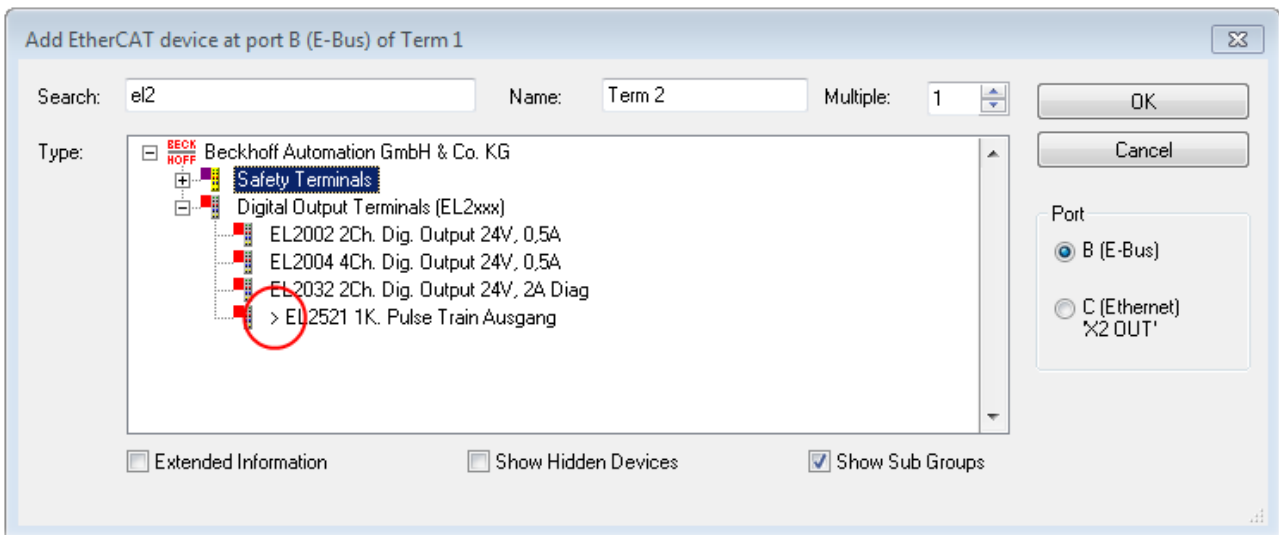 Add EtherCAT device at port B (E-Bus) of Term 1
Search: el2 Name: Term 2 Multiple: 1 OK
Type: BECKHOFF Beckhoff Automation GmbH & Co. KG Cancel
Safety Terminals
Digital Output Terminals (EL2xxx) Port
EL2002 2Ch. Dig. Output 24V, 0,5A B (E-Bus)
EL2004 4Ch. Dig. Output 24V, 0,5A
EL2032 2Ch. Dig. Output 24V, 2A Diag C (Ethernet)
> EL2521 1K. Pulse Train Ausgang 'X2 OUT'
Extended Information Show Hidden Devices Show Sub Groups